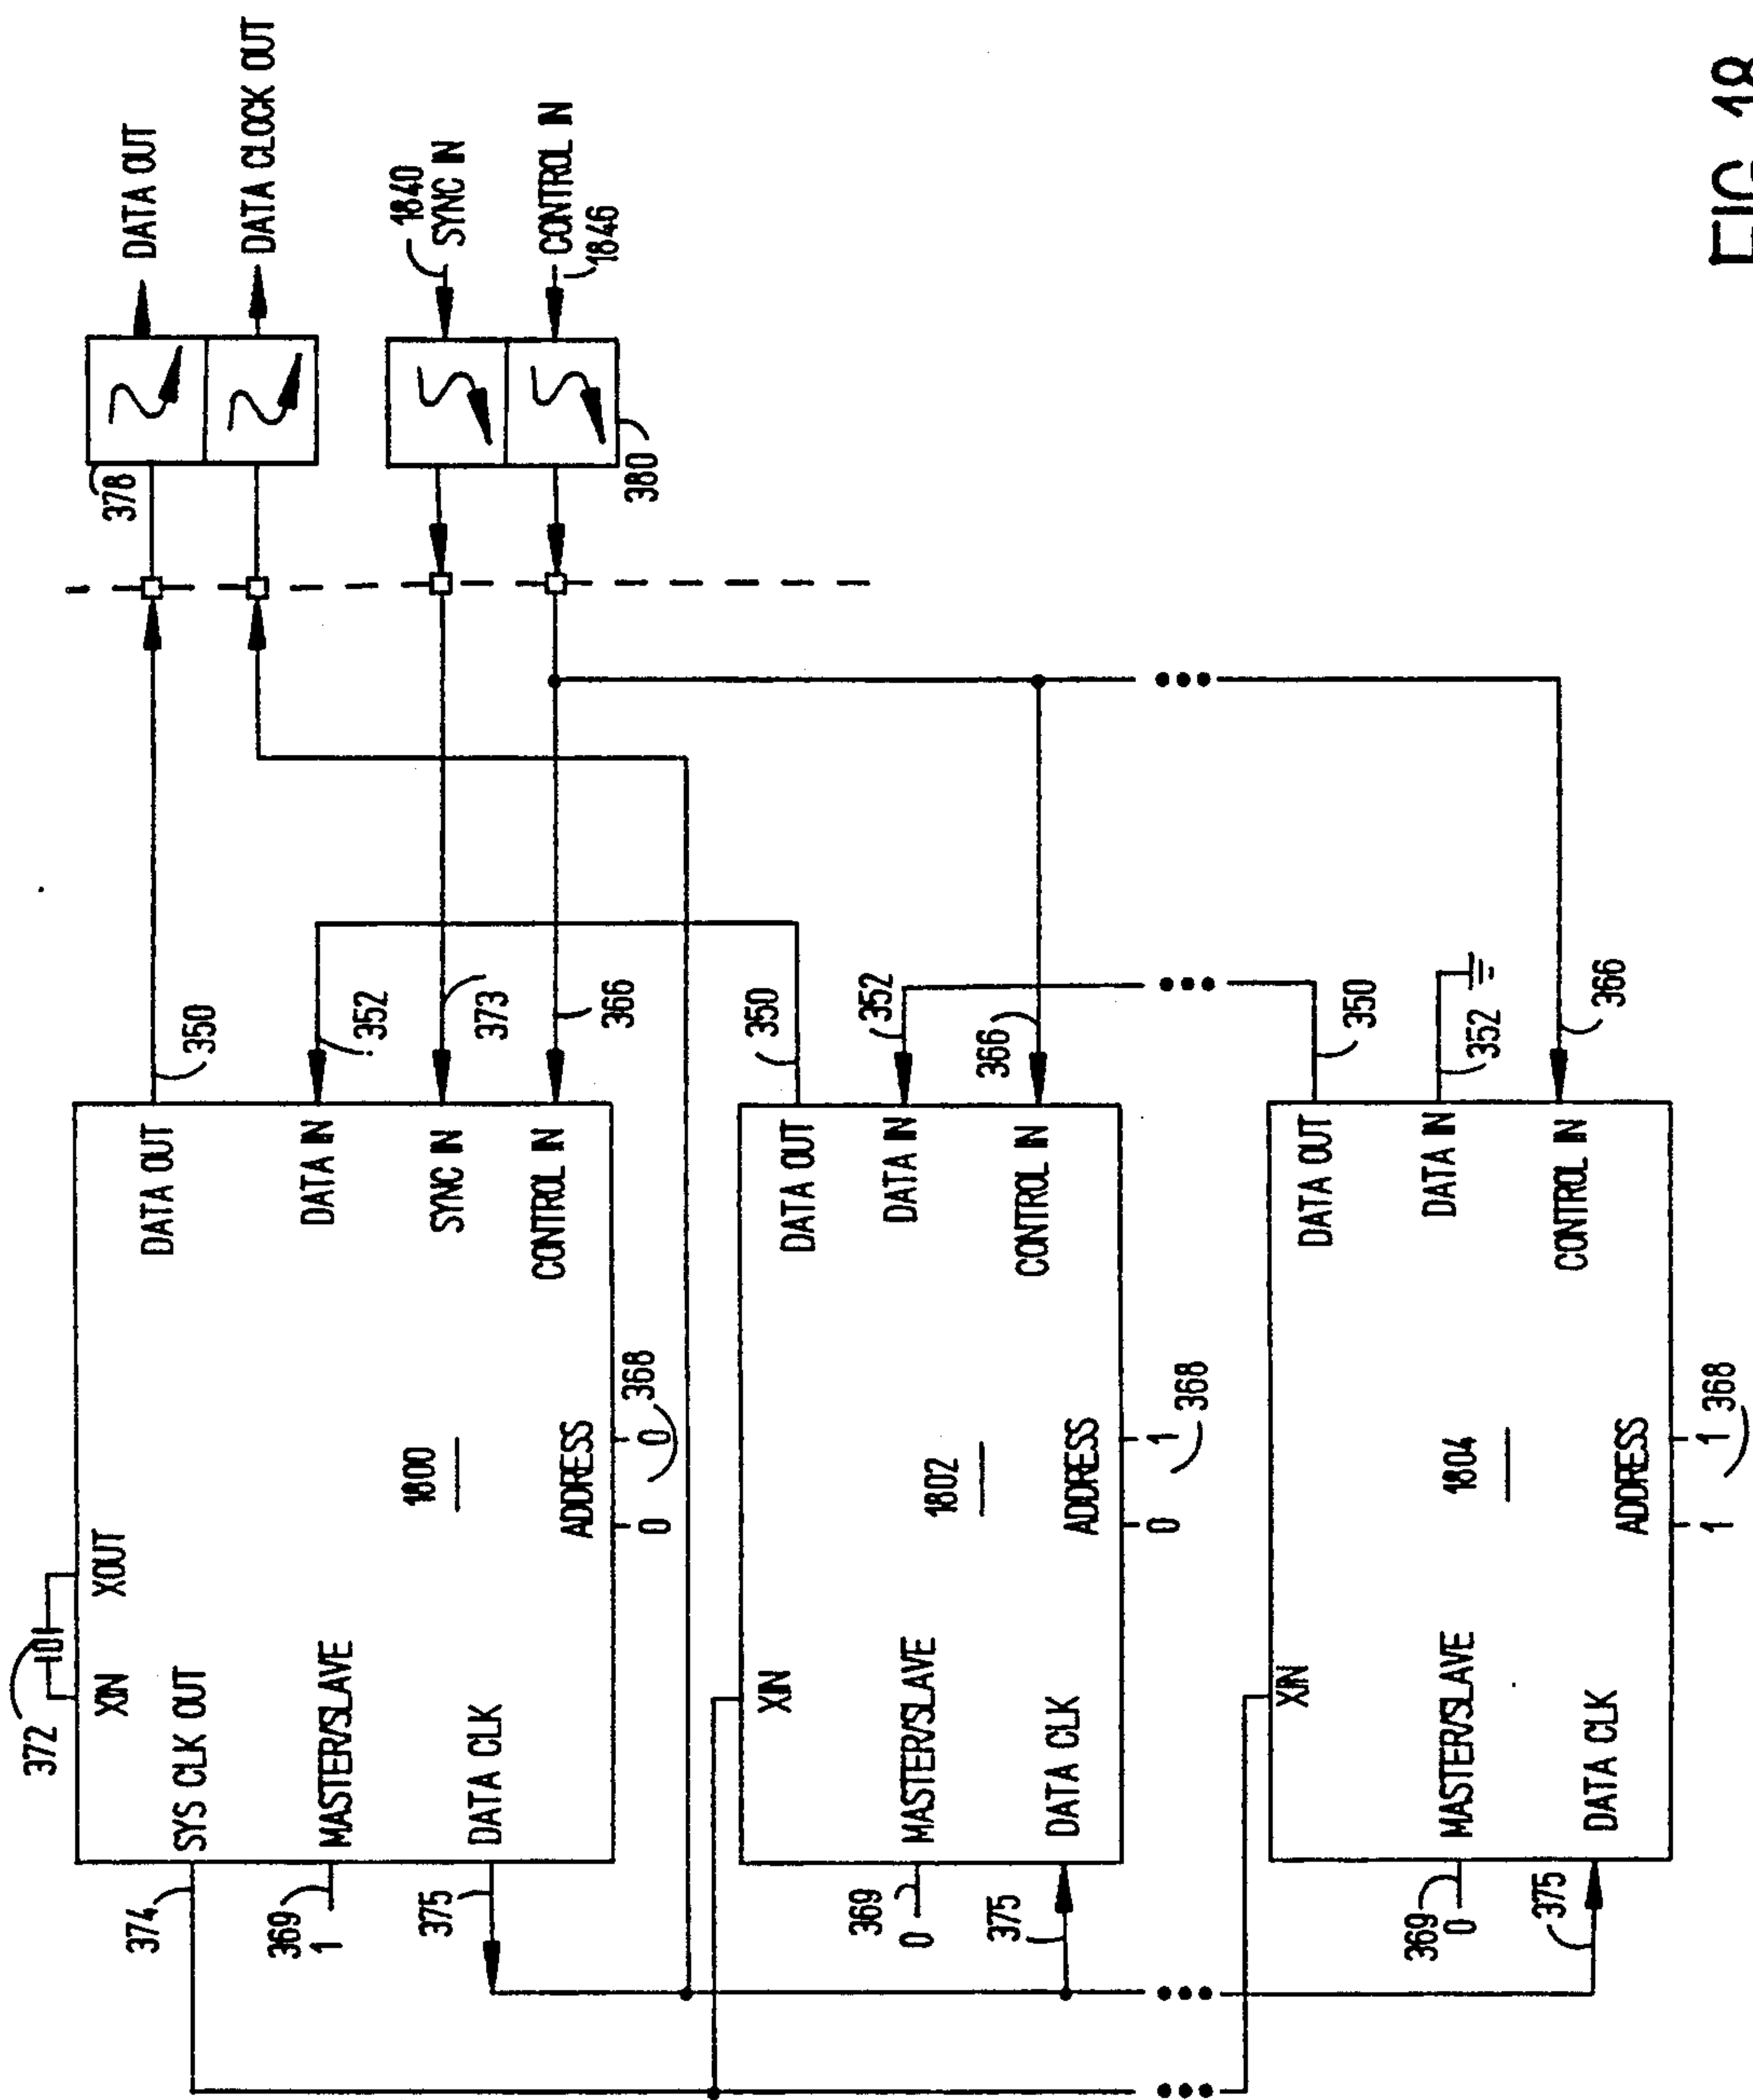 372
XIN
XOUT
374
SYS CLK OUT
369
1
MASTER/SLAVE
375
DATA CLK
1800
ADDRESS
0
0
368
DATA OUT
DATA IN
SYNC IN
CONTROL IN
350
352
373
366
378
DATA OUT
DATA CLOCK OUT
1840
SYNC IN
CONTROL IN
1846
380
XIN
369
0
MASTER/SLAVE
375
DATA CLK
1802
ADDRESS
0
1
368
DATA OUT
DATA IN
CONTROL IN
350
352
366
XIN
369
0
MASTER/SLAVE
375
DATA CLK
1804
ADDRESS
1
1
368
DATA OUT
DATA IN
CONTROL IN
350
352
366
FIG 18